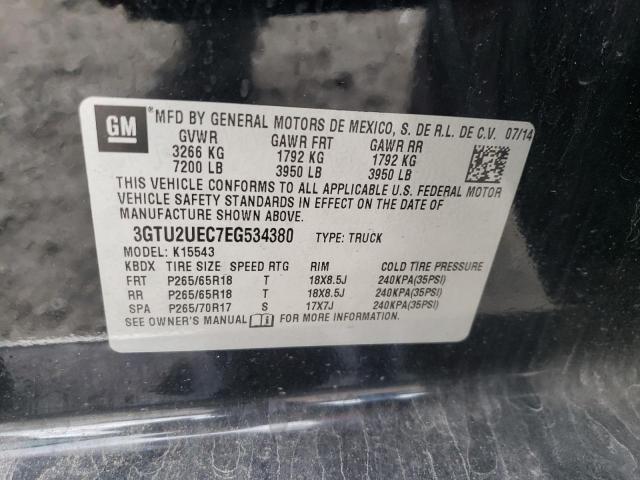 GM ®MFD BY GENERAL MOTORS DE MEXICO, S. DE R.L. DE C.V. 07/14
GVWR GAWR FRT GAWR RR
3266 KG 1792 KG 1792 KG
7200 LB 3950 LB 3950 LB
THIS VEHICLE CONFORMS TO ALL APPLICABLE U.S. FEDERAL MOTOR
VEHICLE SAFETY STANDARDS IN EFFECT ON THE DATE OF
MANUFACTURE SHOWN ABOVE.
3GTU2UEC7EG534380 TYPE: TRUCK
MODEL: K15543
KBDX TIRE SIZE SPEED RTG RIM COLD TIRE PRESSURE
FRT P265/65R18 T 18X8.5J 240KPA(35PSI)
RR P265/65R18 T 18X8.5J 240KPA(35PSI)
SPA P265/70R17 S 17X7J 240KPA(35PSI)
SEE OWNER'S MANUAL FOR MORE INFORMATION.